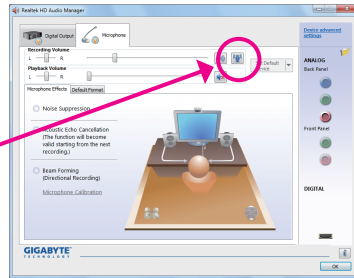 Realtek HD Audio Manager
Digital Output
Microphone
Device advanced settings
Recording Volume
L
R
Set Default
Device
Playback Volume
L
R
ANALOG
Back Panel
Microphone Effects
Default Format
Noise Suppression
Acoustic Echo Cancellation
(The function will become
valid starting from the next
recording.)
Front Panel
Beam Forming
(Directional Recording)
Microphone Calibration
DIGITAL
GIGABYTE
TECHNOLOGY
OK